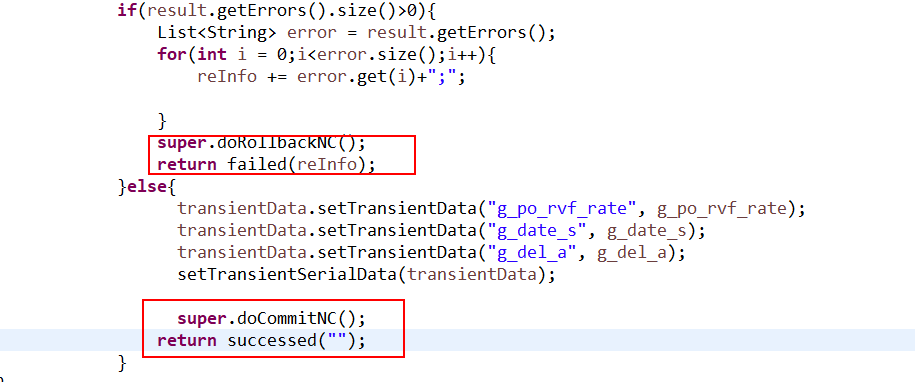 if(result.getErrors().size()>0){
List<String> error = result.getErrors();
for(int i = 0;i<error.size();i++){
reInfo += error.get(i)+";";
}
super.doRollbackNC();
return failed(reInfo);
}else{
transientData.setTransientData("g_po_rvf_rate", g_po_rvf_rate);
transientData.setTransientData("g_date_s", g_date_s);
transientData.setTransientData("g_del_a", g_del_a);
setTransientSerialData(transientData);
super.doCommitNC();
return successed("");
}